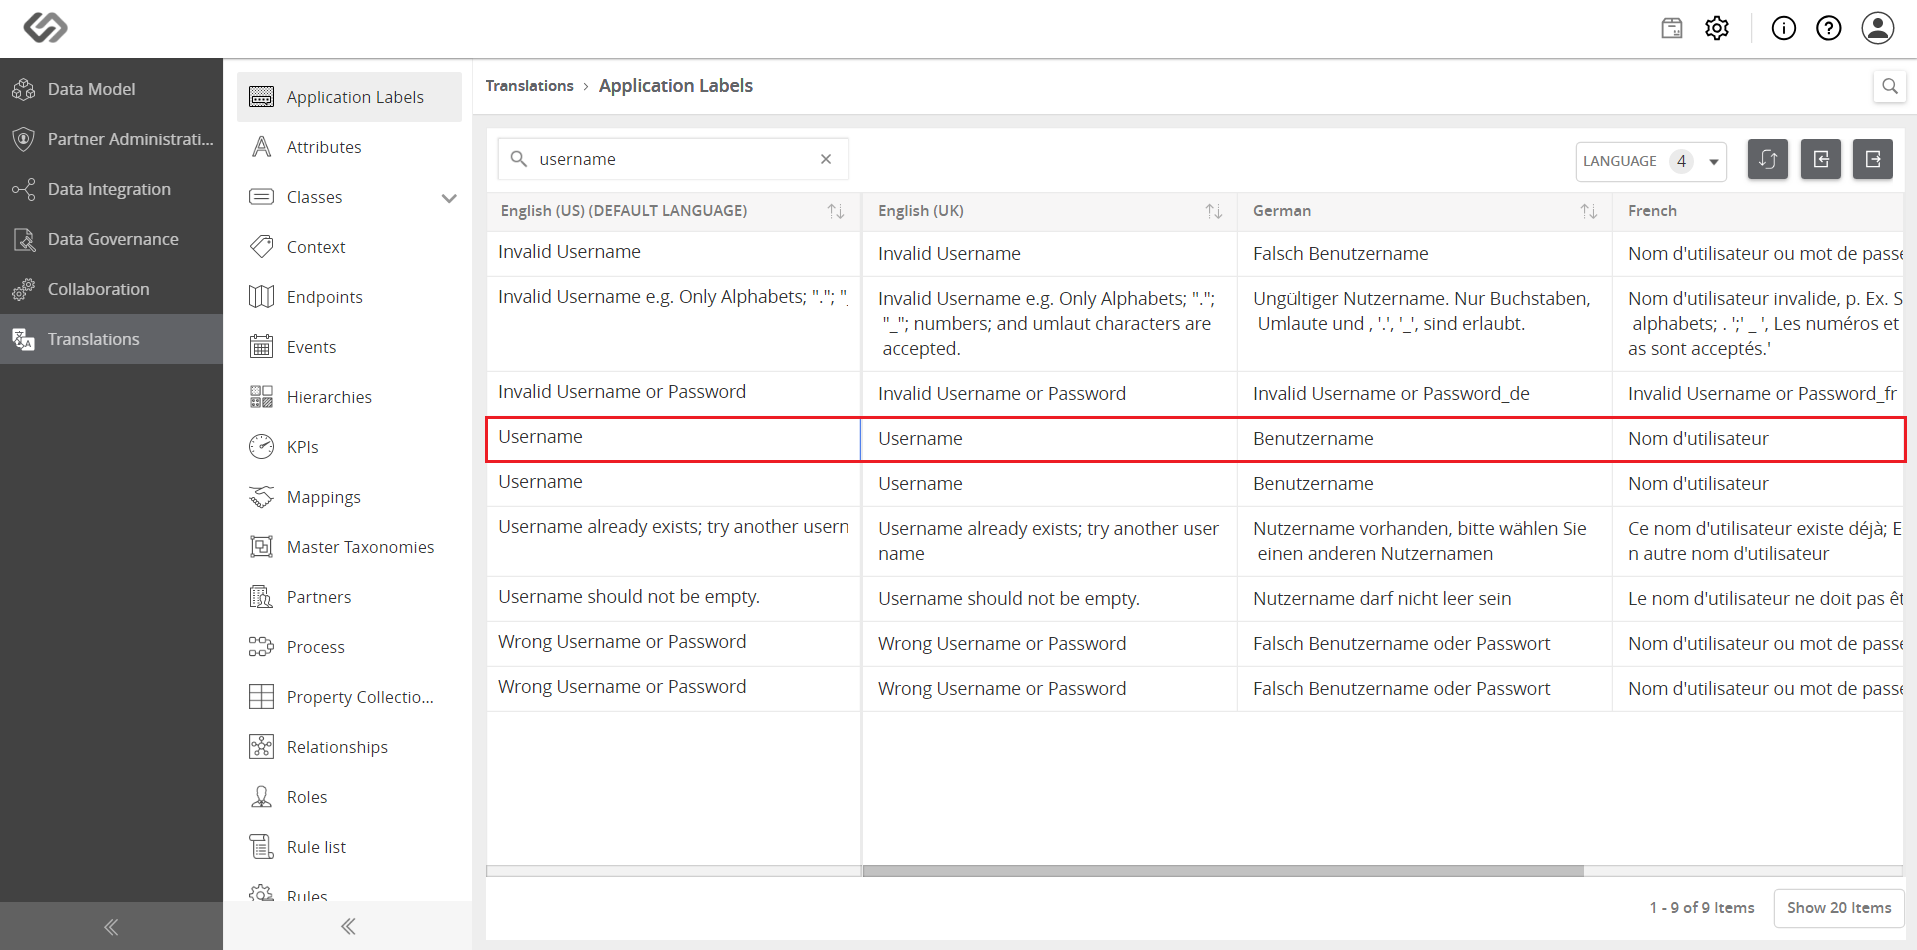 Data Model
Partner Administrati...
Data Integration
Data Governance
Collaboration
Translations
Application Labels
Attributes
Classes
Context
Endpoints
Events
Hierarchies
KPIs
Mappings
Master Taxonomies
Partners
Process
Property Collectio...
Relationships
Roles
Rule list
Rules
Translations › Application Labels
username
LANGUAGE 4
English (US) (DEFAULT LANGUAGE) English (UK) German French
Invalid Username Invalid Username Falsch Benutzername Nom d'utilisateur ou mot de passe
Invalid Username e.g. Only Alphabets; "."; "_ Invalid Username e.g. Only Alphabets; "."; Ungültiger Nutzername. Nur Buchstaben, Nom d'utilisateur invalide, p. Ex. S
"_"; numbers; and umlaut characters are Umlaute und , '.', '_', sind erlaubt. alphabets; . ';' _ ', Les numéros et
accepted. as sont acceptés.'
Invalid Username or Password Invalid Username or Password Invalid Username or Password_de Invalid Username or Password_fr
Username Username Benutzername Nom d'utilisateur
Username Username Benutzername Nom d'utilisateur
Username already exists; try another usern Username already exists; try another user Nutzername vorhanden, bitte wählen Sie Ce nom d'utilisateur existe déjà; E
name einen anderen Nutzernamen n autre nom d'utilisateur
Username should not be empty. Username should not be empty. Nutzername darf nicht leer sein Le nom d'utilisateur ne doit pas êt
Wrong Username or Password Wrong Username or Password Falsch Benutzername oder Passwort Nom d'utilisateur ou mot de passe
Wrong Username or Password Wrong Username or Password Falsch Benutzername oder Passwort Nom d'utilisateur ou mot de passe
1 - 9 of 9 Items Show 20 Items